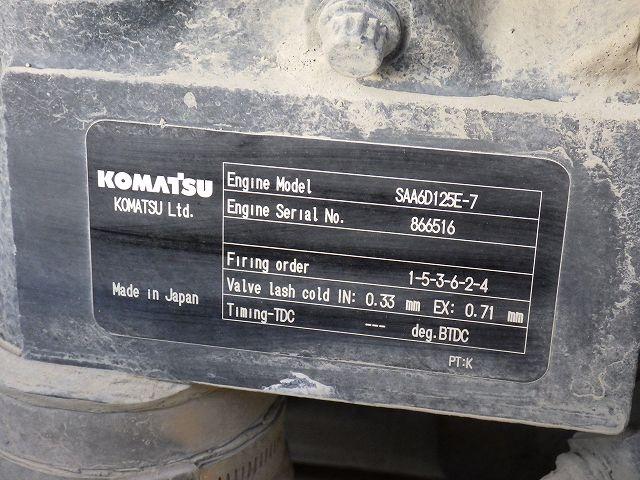 KOMATSU
KOMATSU Ltd.
Made in Japan
Engine Model SAA6D125E-7
Engine Serial No. 866516
Firing order 1-5-3-6-2-4
Valve lash cold IN: 0.33 mm EX: 0.71 mm
Timing-TDC --- deg.BTDC
PT:K